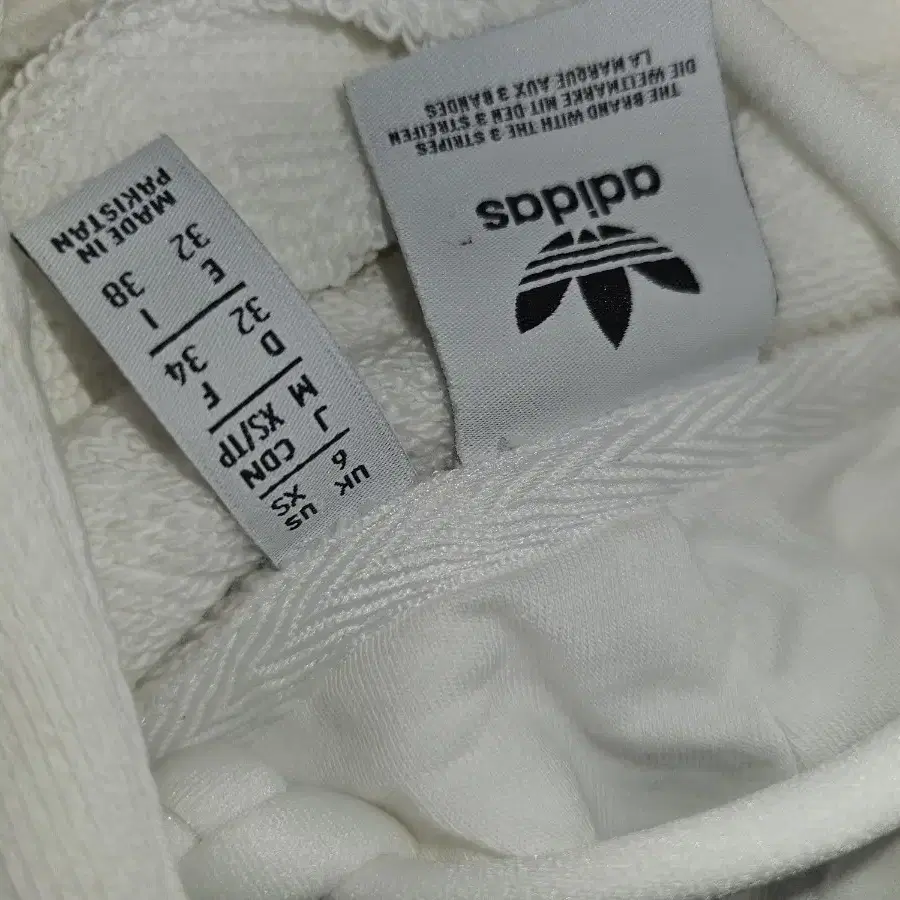 adidas
THE BRAND WITH THE 3 STRIPES
DIE WELTMARKE MIT DEN 3 STREIFEN
LA MARQUE AUX 3 BANDES
UK US
6 XS
J CDN
M XS/TP
D F
32 34
E I
32 38
MADE IN
PAKISTAN